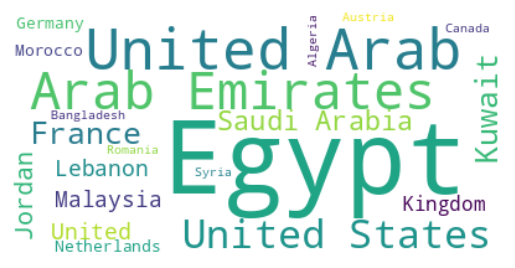 Germany
Algeria
Austria
Canada
Morocco
United Arab
Arab Emirates
Kuwait
Bangladesh
Saudi Arabia
France
Egypt
Romania
Lebanon
Syria
Jordan
Malaysia
Kingdom
United
United States
Netherlands